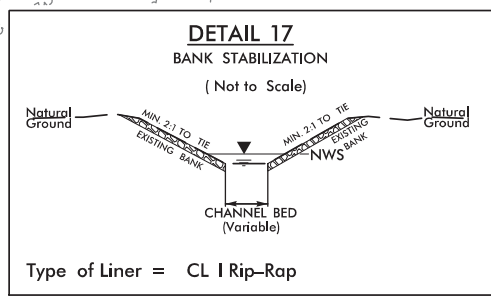 DETAIL 17
BANK STABILIZATION
( Not to Scale)
Natural
Ground
MIN. 2:1 TO TIE
EXISTING BANK
MIN. 2:1 TO TIE
EXISTING
BANK
Natural
Ground
NWS
CHANNEL BED
(Variable)
Type of Liner = CL I Rip-Rap